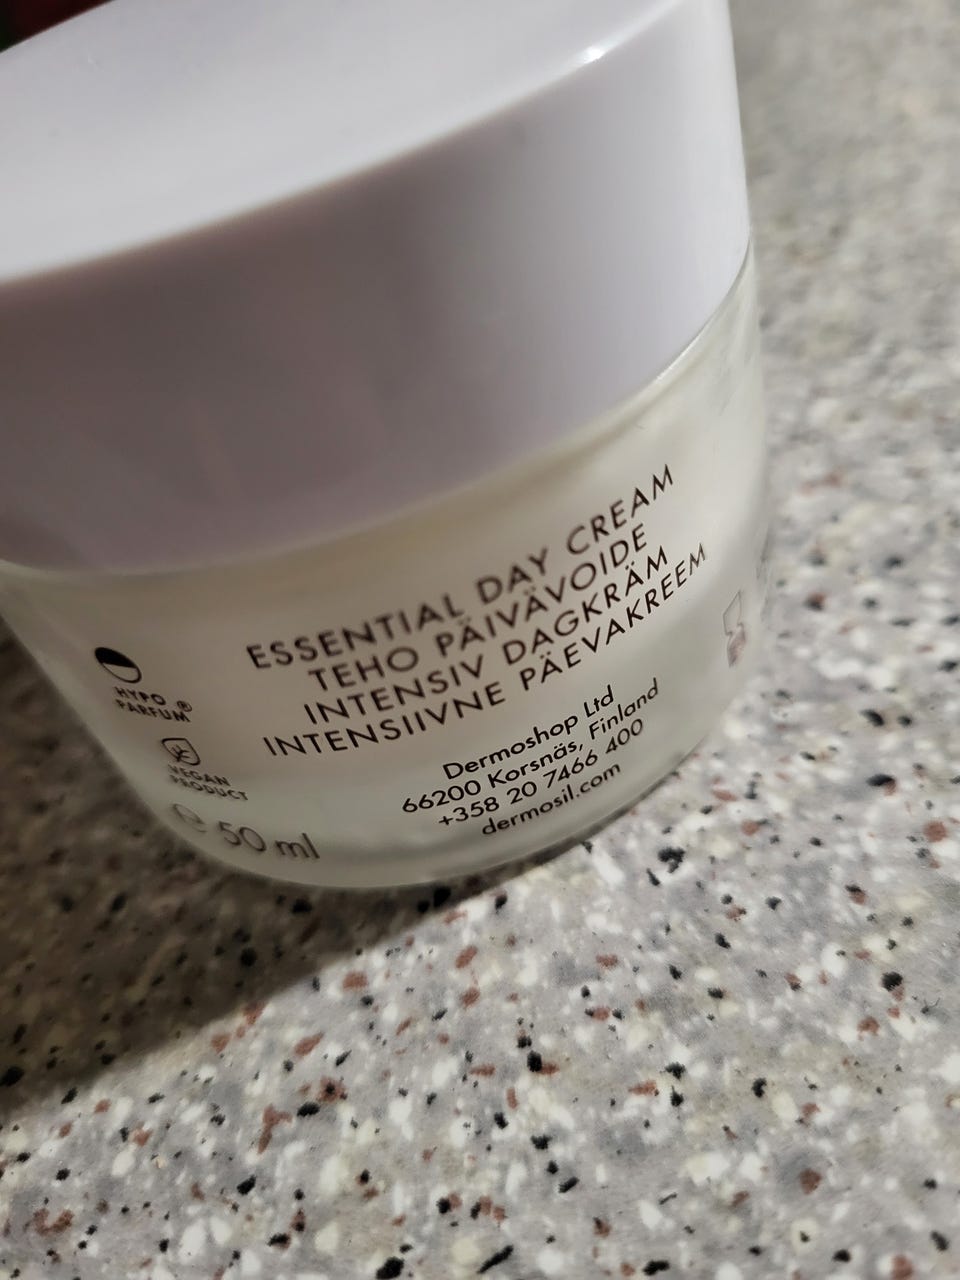 ESSENTIAL DAY CREAM
TEHO PÄIVÄVOIDE
INTENSIV DAGKRÄM
INTENSIIVNE PÄEVAKREEM
Dermoshop Ltd
66200 Korsnäs, Finland
+358 20 7466 400
dermosil.com
HYPO
PARFUM®
VEGAN
PRODUCT
℮ 50 ml